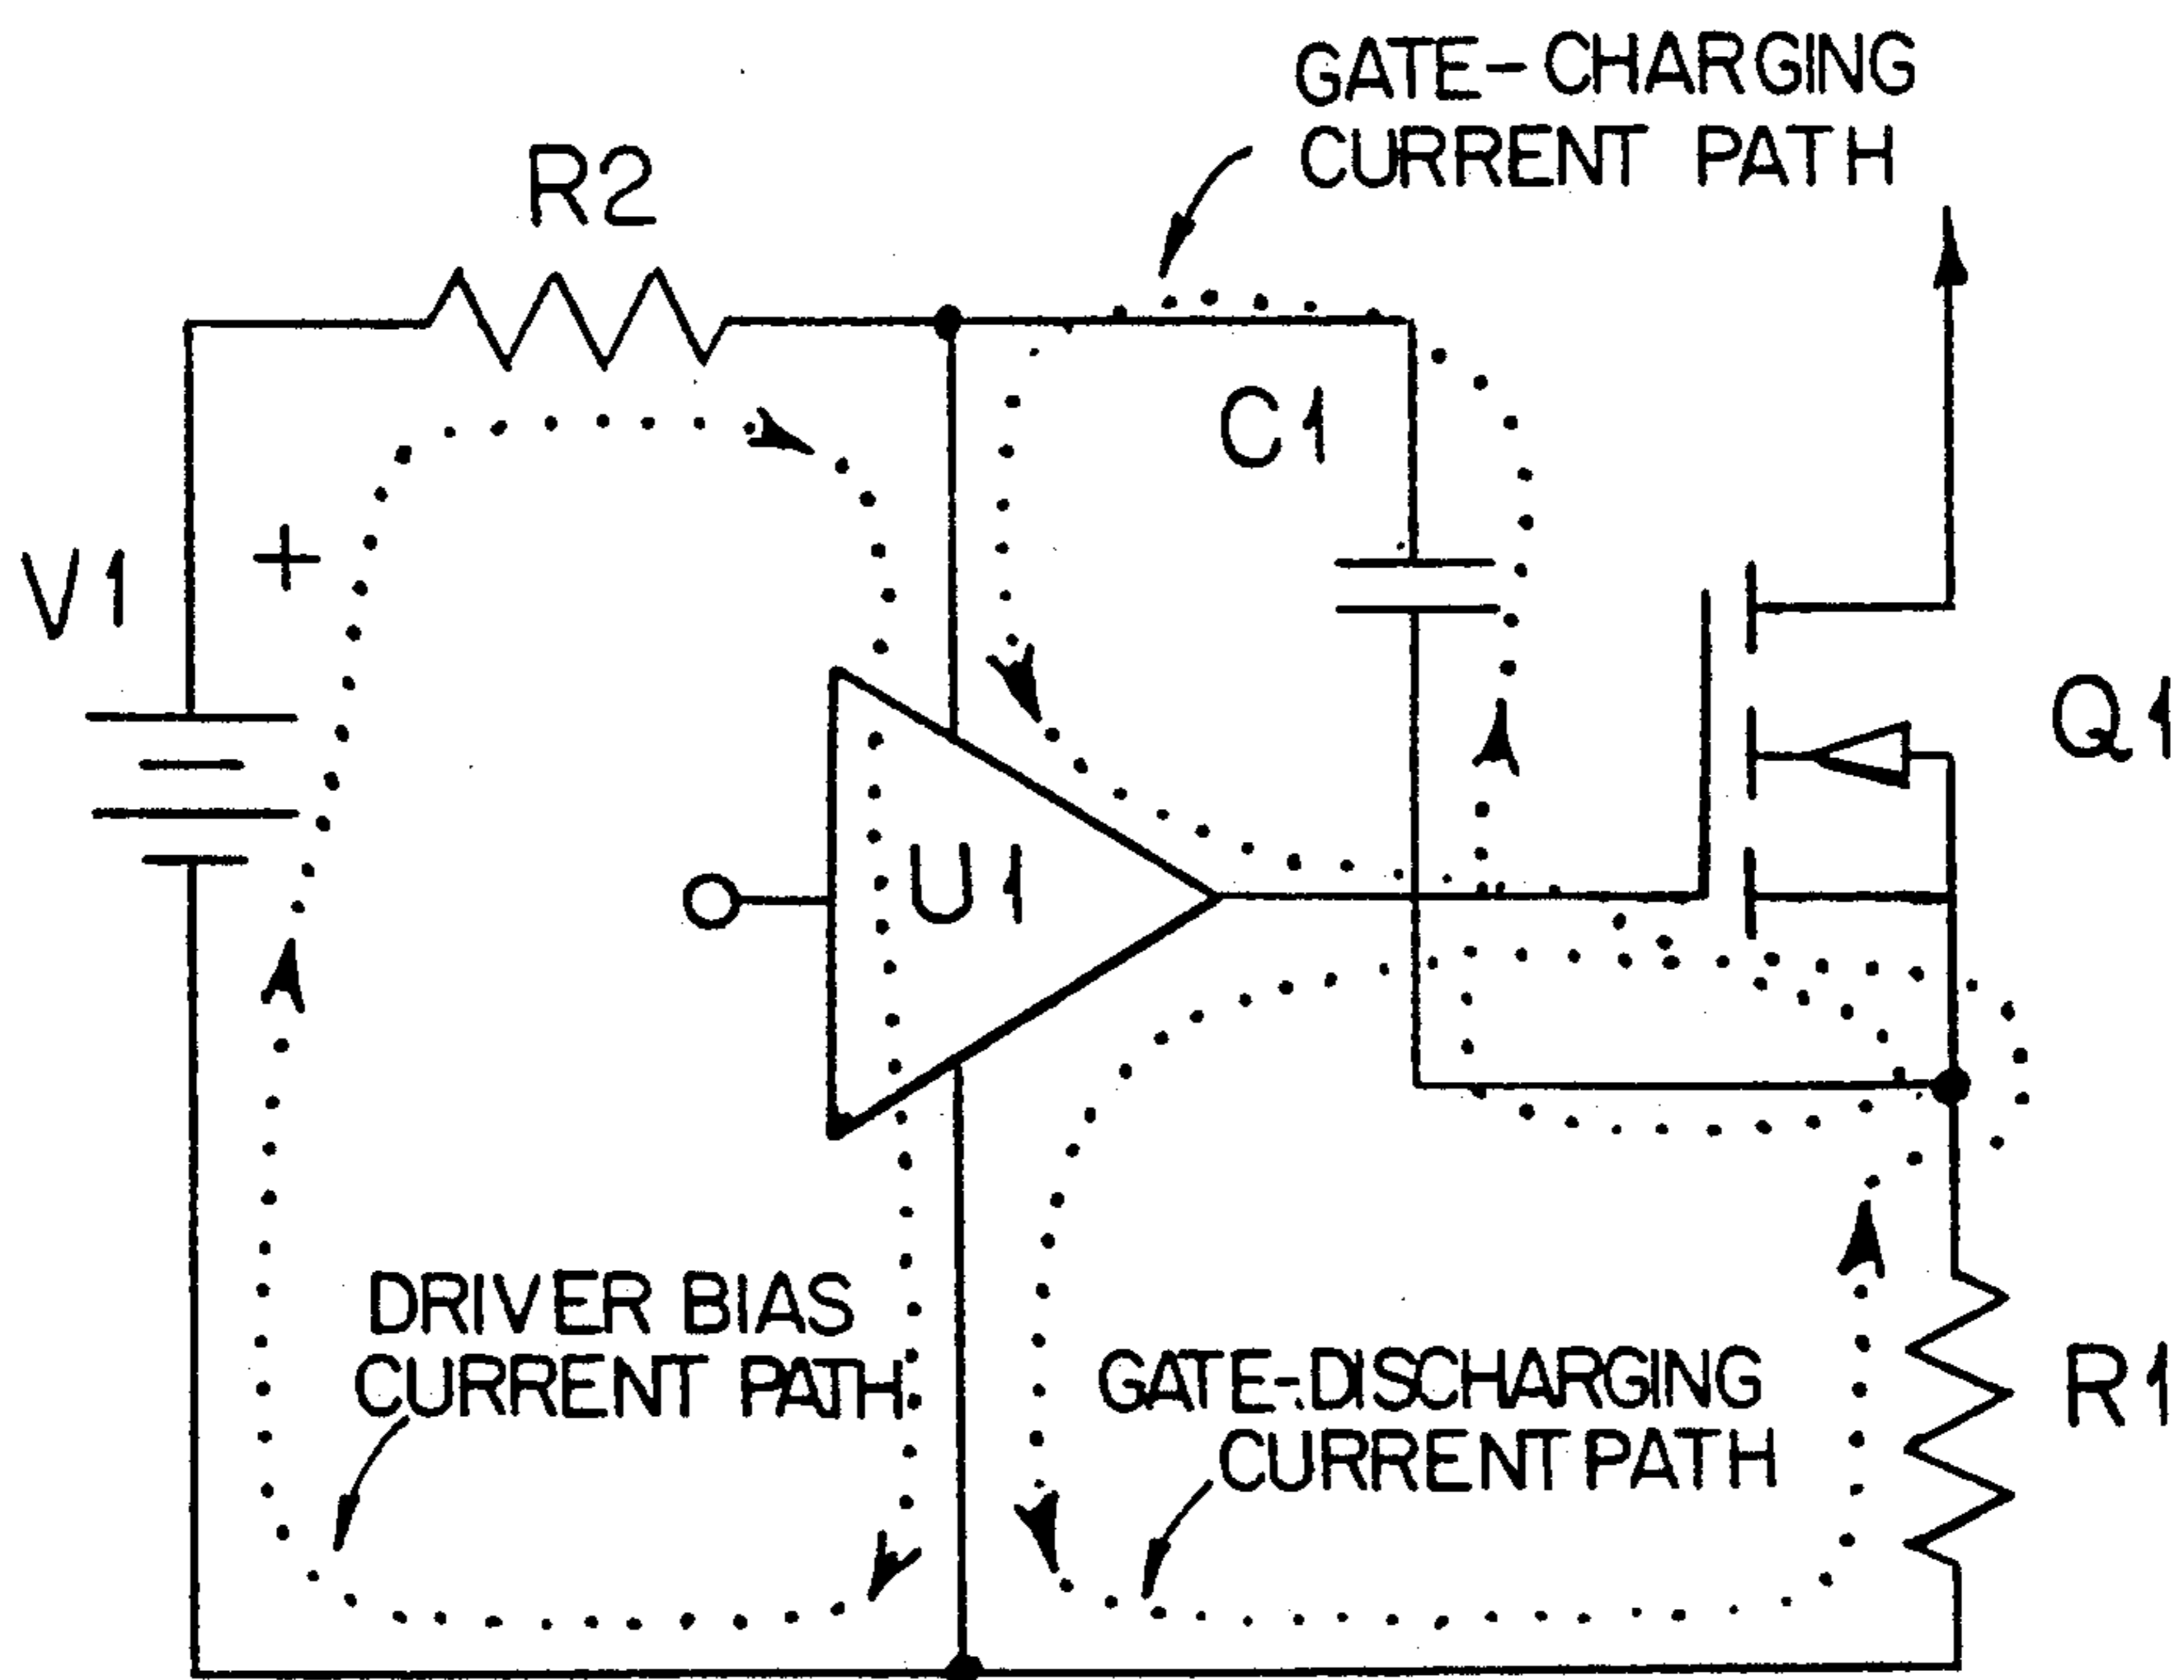 GATE-CHARGING
CURRENT PATH
R2
C1
V1
+
Q1
U1
DRIVER BIAS
CURRENT PATH
GATE-DISCHARGING
CURRENT PATH
R1